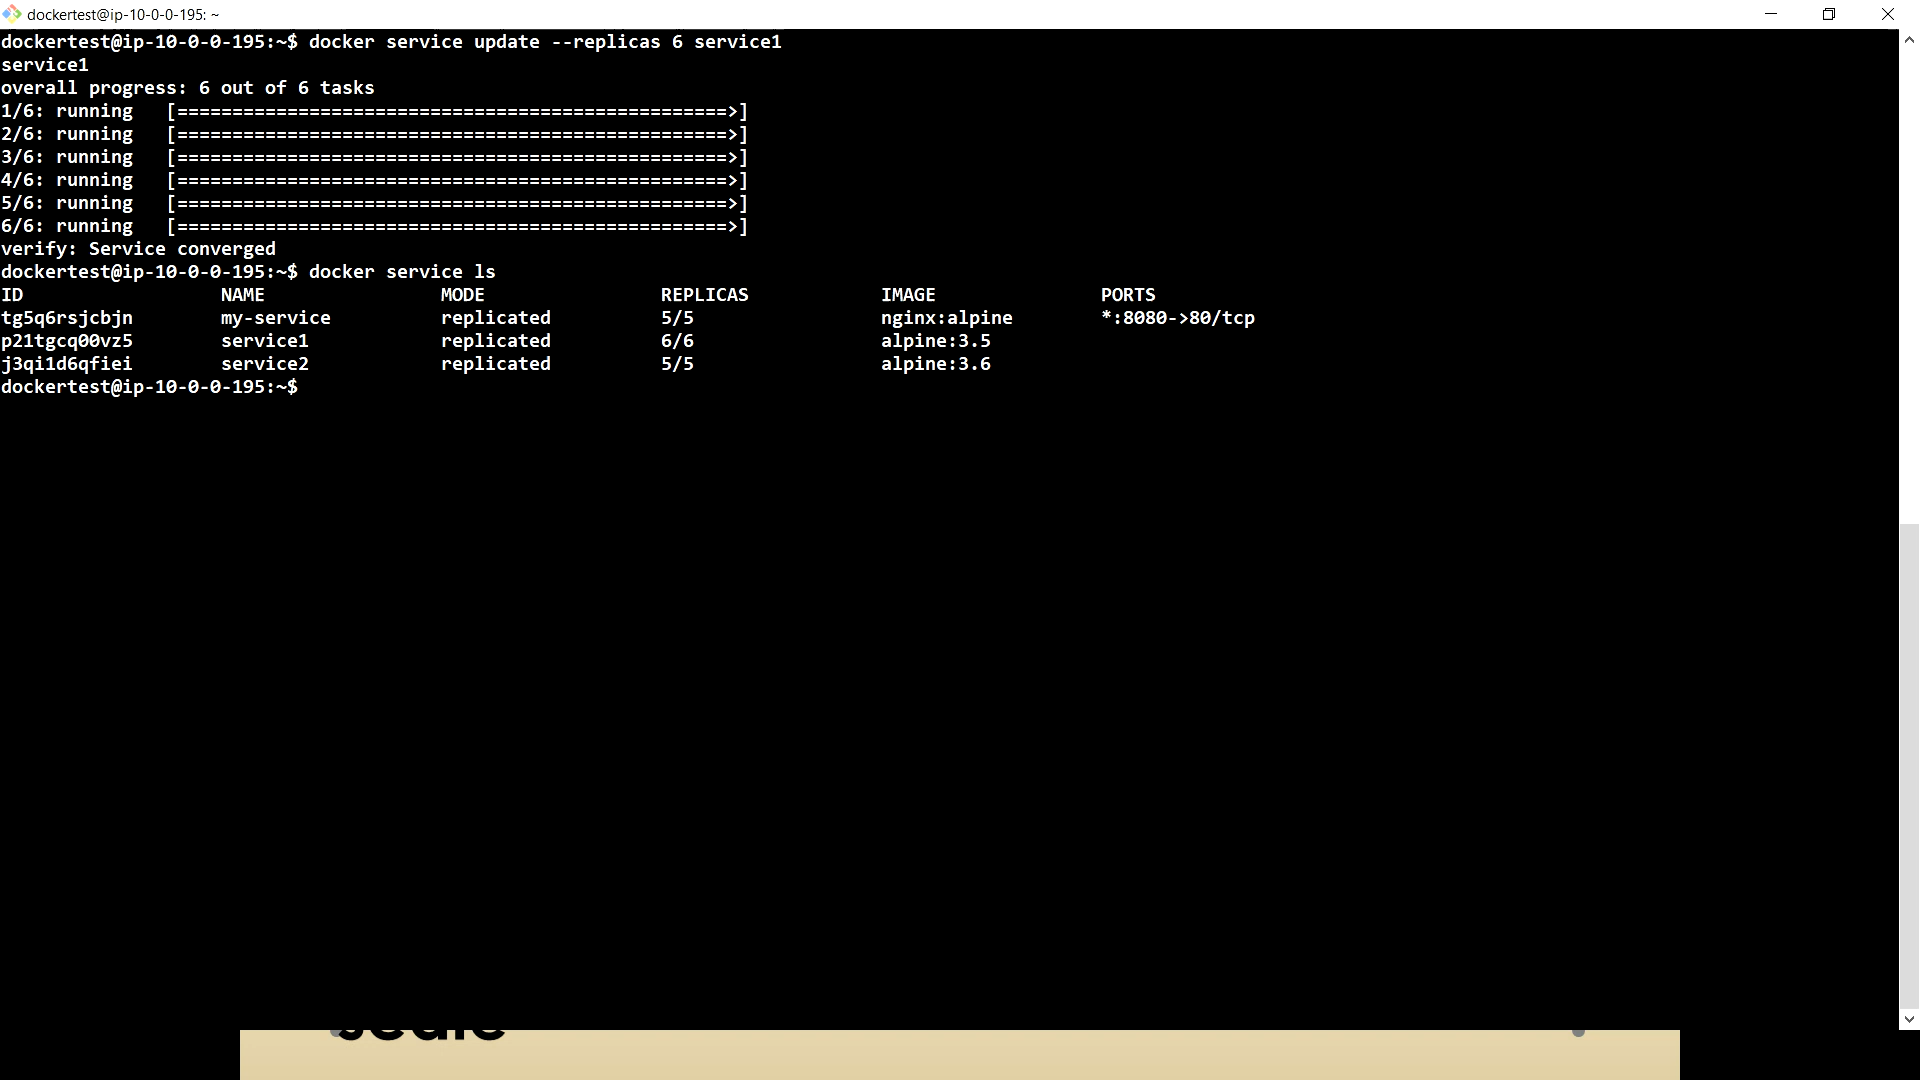 dockertest@ip-10-0-0-195: ~
dockertest@ip-10-0-0-195:~$ docker service update --replicas 6 service1
service1
overall progress: 6 out of 6 tasks
1/6: running   [==================================================>]
2/6: running   [==================================================>]
3/6: running   [==================================================>]
4/6: running   [==================================================>]
5/6: running   [==================================================>]
6/6: running   [==================================================>]
verify: Service converged
dockertest@ip-10-0-0-195:~$ docker service ls
ID                  NAME                MODE                REPLICAS            IMAGE               PORTS
tg5q6rsjcbjn        my-service          replicated          5/5                 nginx:alpine        *:8080->80/tcp
p21tgcq00vz5        service1            replicated          6/6                 alpine:3.5
j3qi1d6qfiei        service2            replicated          5/5                 alpine:3.6
dockertest@ip-10-0-0-195:~$